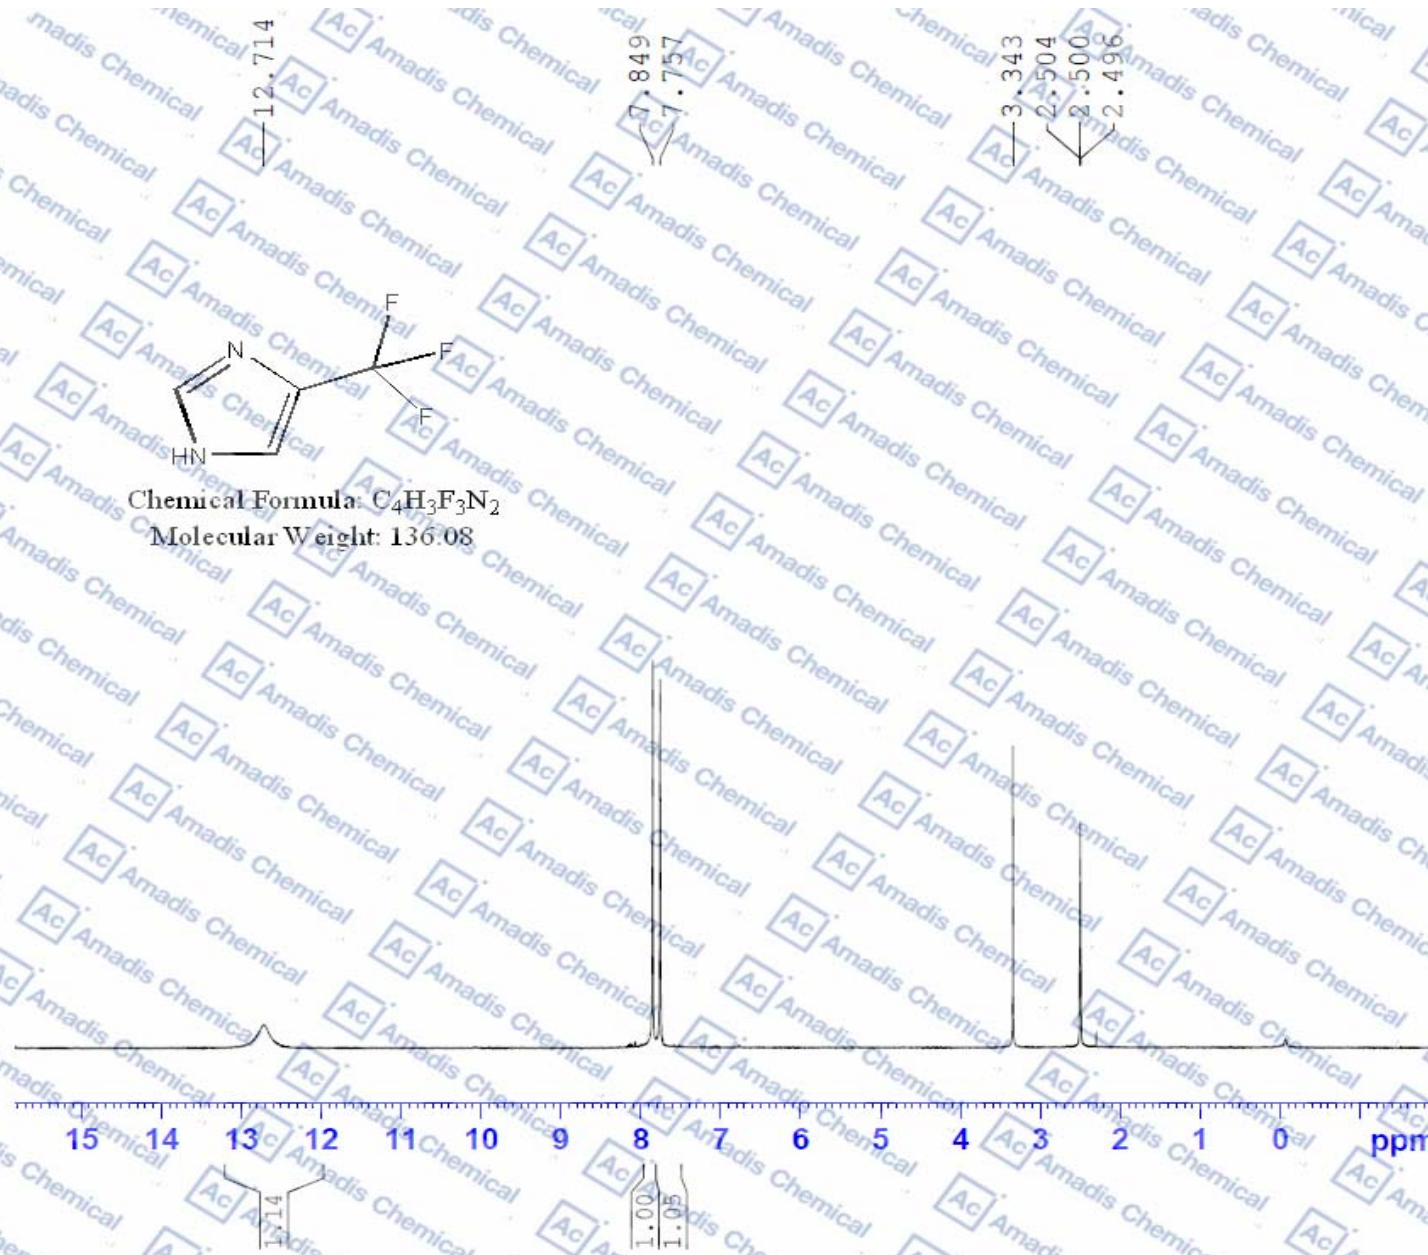 12.714
7.849
7.757
3.343
2.504
2.500
2.496
F
F
F
N
HN
Chemical Formula: C4H3F3N2
Molecular Weight: 136.08
15 14 13 12 11 10 9 8 7 6 5 4 3 2 1 0 ppm
1.14
1.00
1.05
Ac Amadis Chemical